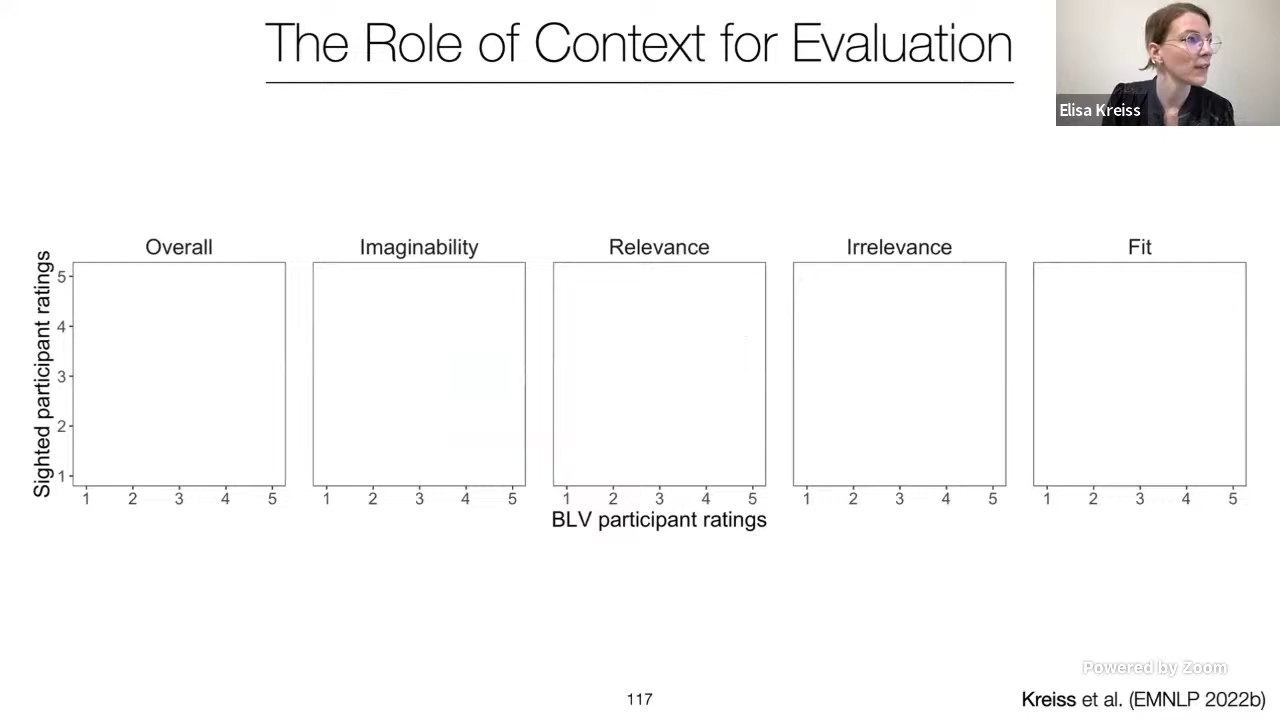 The Role of Context for Evaluation
Elisa Kreiss
Overall Imaginability Relevance Irrelevance Fit
Sighted participant ratings
5
4
3
2
1
1 2 3 4 5 1 2 3 4 5 1 2 3 4 5 1 2 3 4 5 1 2 3 4 5
BLV participant ratings
Powered by Zoom
117
Kreiss et al. (EMNLP 2022b)